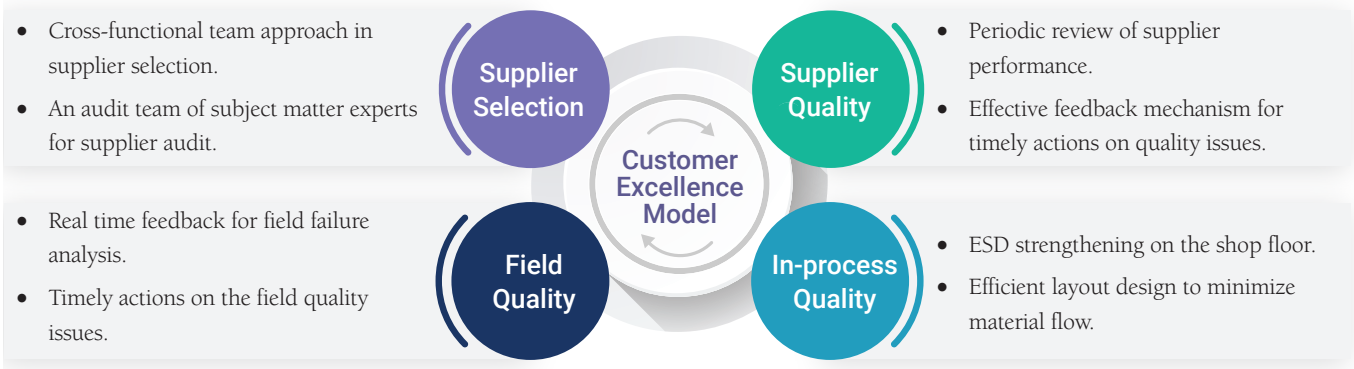 • Cross-functional team approach in
supplier selection.
• An audit team of subject matter experts
for supplier audit.
Supplier
Selection
Supplier
Quality
• Periodic review of supplier
performance.
• Effective feedback mechanism for
timely actions on quality issues.
Customer
Excellence
Model
• Real time feedback for field failure
analysis.
• Timely actions on the field quality
issues.
Field
Quality
In-process
Quality
• ESD strengthening on the shop floor.
• Efficient layout design to minimize
material flow.